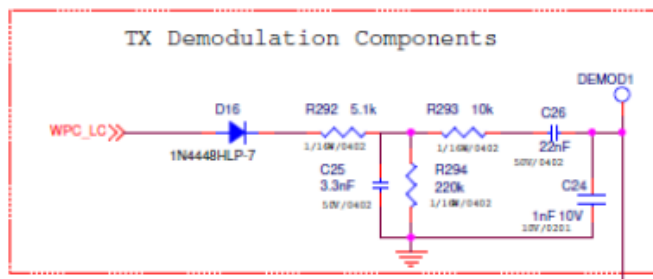 TX Demodulation Components
DEMOD1
D16
R292 5.1k
R293 10k
C26
WPC_LC
1N4448HLP-7
1/16W/0402
1/16W/0402
22nF
50V/0402
C25
3.3nF
50V/0402
R294
220k
1/16W/0402
C24
1nF 10V
10V/0201